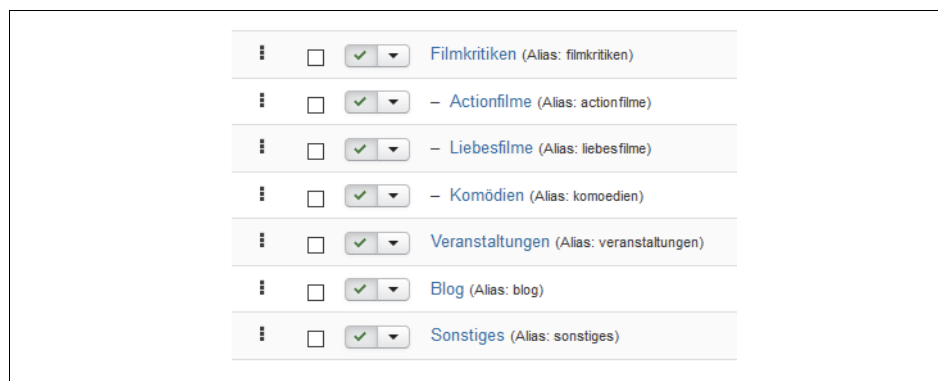 Filmkritiken (Alias: filmkritiken)
– Actionfilme (Alias: actionfilme)
– Liebesfilme (Alias: liebesfilme)
– Komödien (Alias: komoedien)
Veranstaltungen (Alias: veranstaltungen)
Blog (Alias: blog)
Sonstiges (Alias: sonstiges)